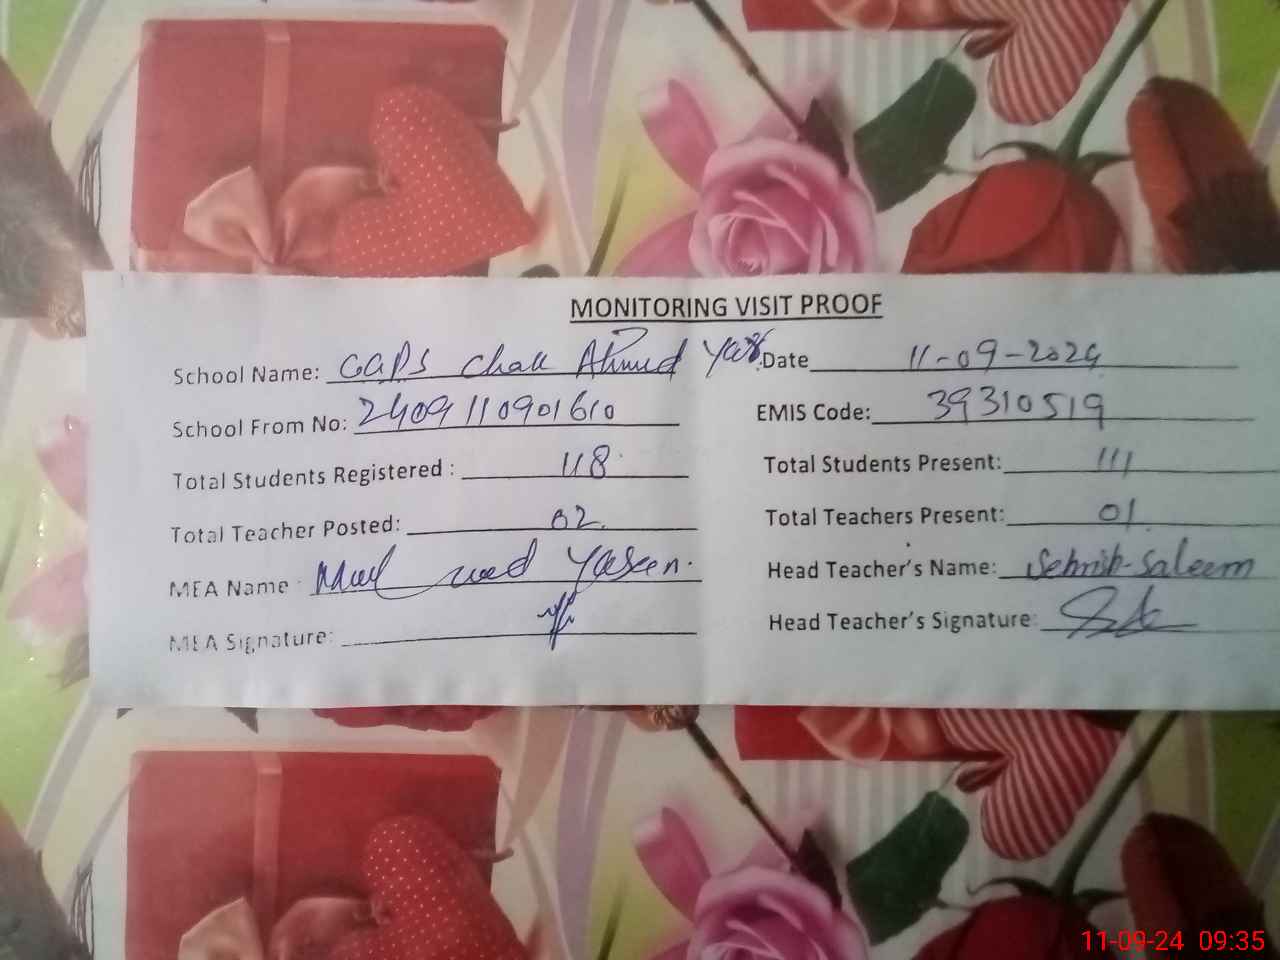 MONITORING VISIT PROOF
School Name: GGPS Chak Ahmed Yar Date 11-09-2024
School From No: 2409110901610 EMIS Code: 39310519
Total Students Registered : 118 Total Students Present: 111
Total Teacher Posted: 02 Total Teachers Present: 01
MEA Name : Yaseen. Head Teacher's Name: Sehrish Saleem
MEA Signature: Head Teacher's Signature:
11-09-24 09:35